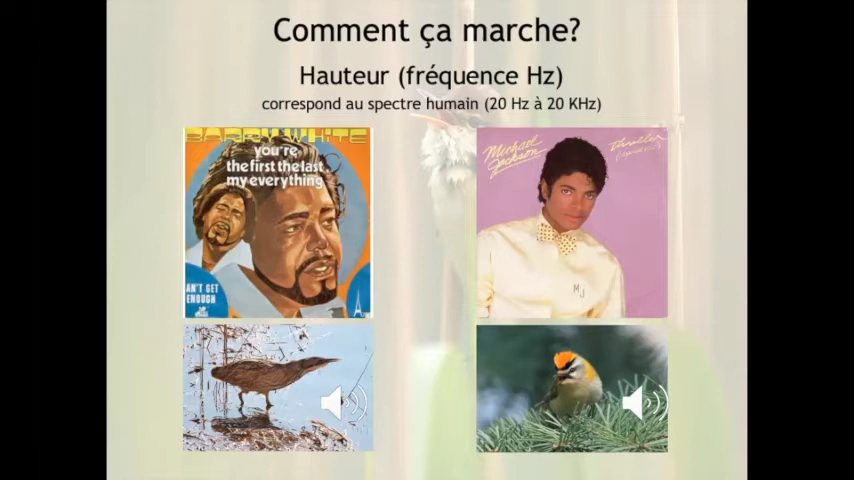 Comment ça marche?
Hauteur (fréquence Hz)
correspond au spectre humain (20 Hz à 20 KHz)
BARRY WHITE
you're
the first the last
my everything
AN'T GET
ENOUGH
Michael
Jackson
Thriller
MJ